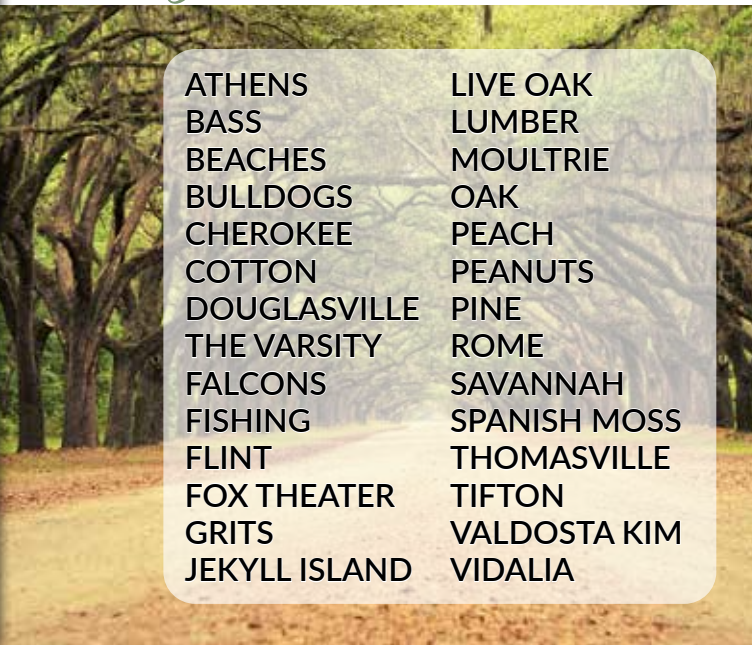 ATHENS
BASS
BEACHES
BULLDOGS
CHEROKEE
COTTON
DOUGLASVILLE
THE VARSITY
FALCONS
FISHING
FLINT
FOX THEATER
GRITS
JEKYLL ISLAND
LIVE OAK
LUMBER
MOULTRIE
OAK
PEACH
PEANUTS
PINE
ROME
SAVANNAH
SPANISH MOSS
THOMASVILLE
TIFTON
VALDOSTA KIM
VIDALIA